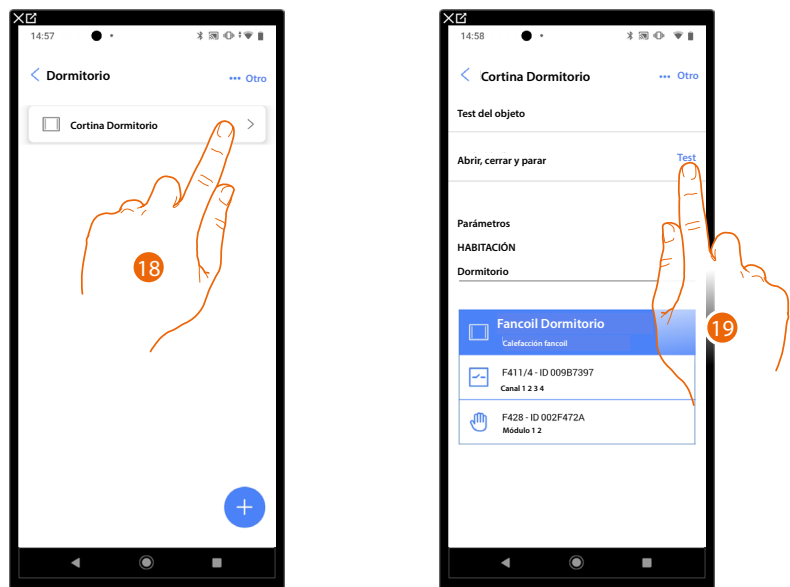 14:57
Dormitorio
••• Otro
Cortina Dormitorio
18
14:58
Cortina Dormitorio
••• Otro
Test del objeto
Abrir, cerrar y parar
Test
Parámetros
HABITACIÓN
Dormitorio
Fancoil Dormitorio
Calefacción fancoil
F411/4 - ID 009B7397
Canal 1 2 3 4
F428 - ID 002F472A
Módulo 1 2
19